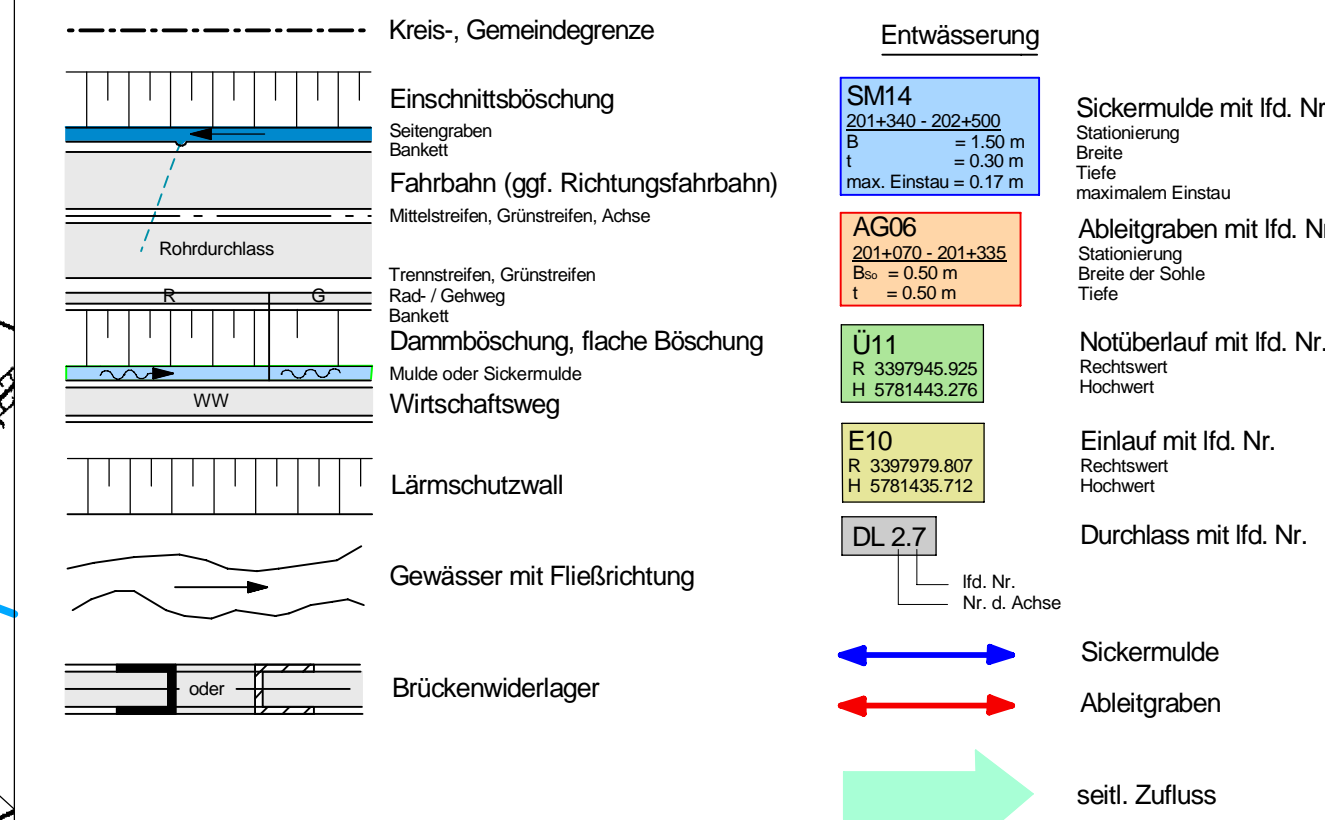 Kreis-, Gemeindegrenze
Einschnittsböschung
Seitengraben
Bankett
Fahrbahn (ggf. Richtungsfahrbahn)
Mittelstreifen, Grünstreifen, Achse
Rohrdurchlass
Trennstreifen, Grünstreifen
R G Rad- / Gehweg
Bankett
Dammböschung, flache Böschung
Mulde oder Sickermulde
WW Wirtschaftsweg
Lärmschutzwall
Gewässer mit Fließrichtung
oder Brückenwiderlager
Entwässerung
SM14
201+340 - 202+500
B = 1.50 m
t = 0.30 m
max. Einstau = 0.17 m
Sickermulde mit lfd. Nr
Stationierung
Breite
Tiefe
maximalem Einstau
AG06
201+070 - 201+335
BSo = 0.50 m
t = 0.50 m
Ableitgraben mit lfd. Nr
Stationierung
Breite der Sohle
Tiefe
Ü11
R 3397945.925
H 5781443.276
Notüberlauf mit lfd. Nr.
Rechtswert
Hochwert
E10
R 3397979.807
H 5781435.712
Einlauf mit lfd. Nr.
Rechtswert
Hochwert
DL 2.7
Durchlass mit lfd. Nr.
lfd. Nr.
Nr. d. Achse
Sickermulde
Ableitgraben
seitl. Zufluss